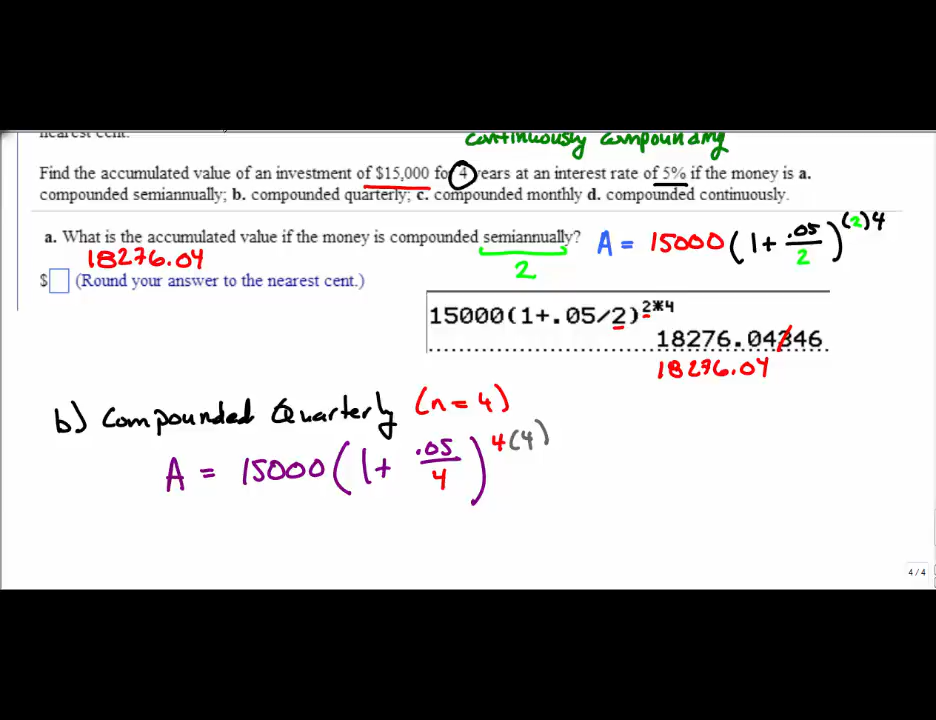 nearest cent.
continuously compounding
Find the accumulated value of an investment of $15,000 for 4 years at an interest rate of 5% if the money is a.
compounded semiannually; b. compounded quarterly; c. compounded monthly d. compounded continuously.
a. What is the accumulated value if the money is compounded semiannually?
A = 15000 (1 + .05/2)^(2)4
18276.04
2
$ (Round your answer to the nearest cent.)
15000(1+.05/2)^2*4
18276.04346
18276.04
b) Compounded Quarterly (n = 4)
A = 15000 (1 + .05/4)^4(4)
4/4